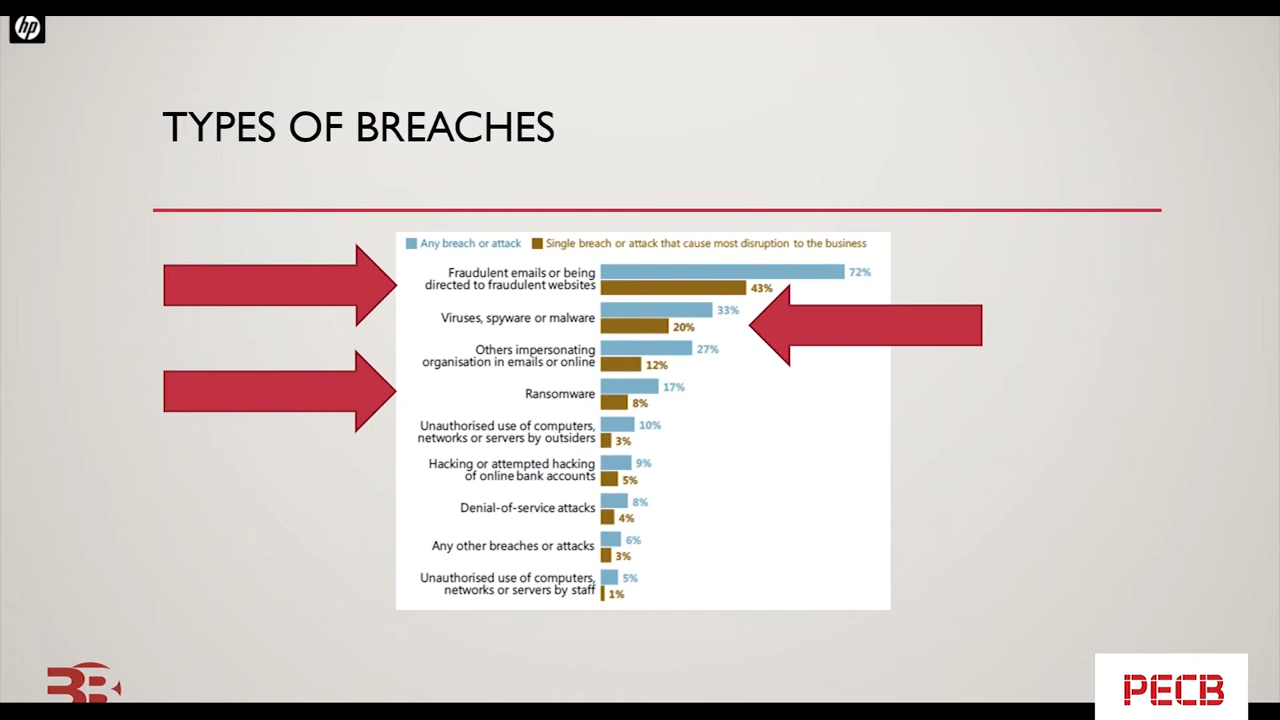 hp
TYPES OF BREACHES
Any breach or attack
Single breach or attack that cause most disruption to the business
Fraudulent emails or being
directed to fraudulent websites
72%
43%
Viruses, spyware or malware
33%
20%
Others impersonating
organisation in emails or online
27%
12%
Ransomware
17%
8%
Unauthorised use of computers,
networks or servers by outsiders
10%
3%
Hacking or attempted hacking
of online bank accounts
9%
5%
Denial-of-service attacks
8%
4%
Any other breaches or attacks
6%
3%
Unauthorised use of computers,
networks or servers by staff
5%
1%
PECB